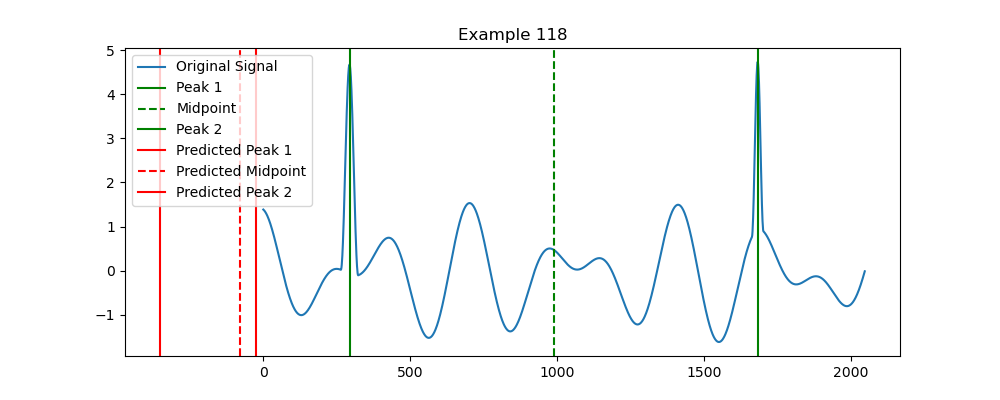 Example 118
Original Signal
Peak 1
Midpoint
Peak 2
Predicted Peak 1
Predicted Midpoint
Predicted Peak 2
5
4
3
2
1
0
−1
0 500 1000 1500 2000